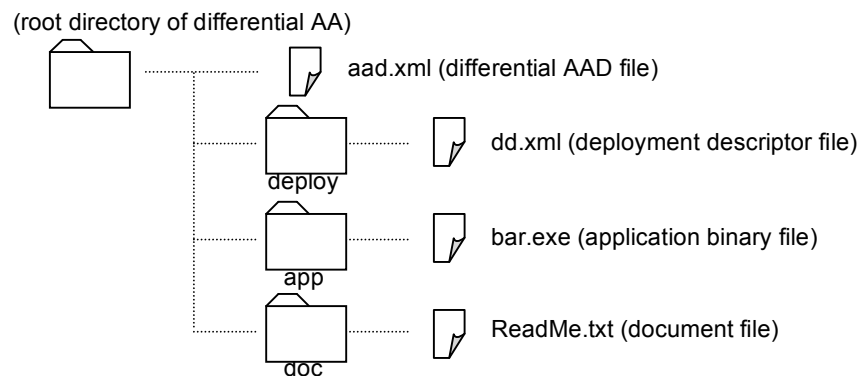 (root directory of differential AA)
aad.xml (differential AAD file)
dd.xml (deployment descriptor file)
deploy
bar.exe (application binary file)
app
ReadMe.txt (document file)
doc